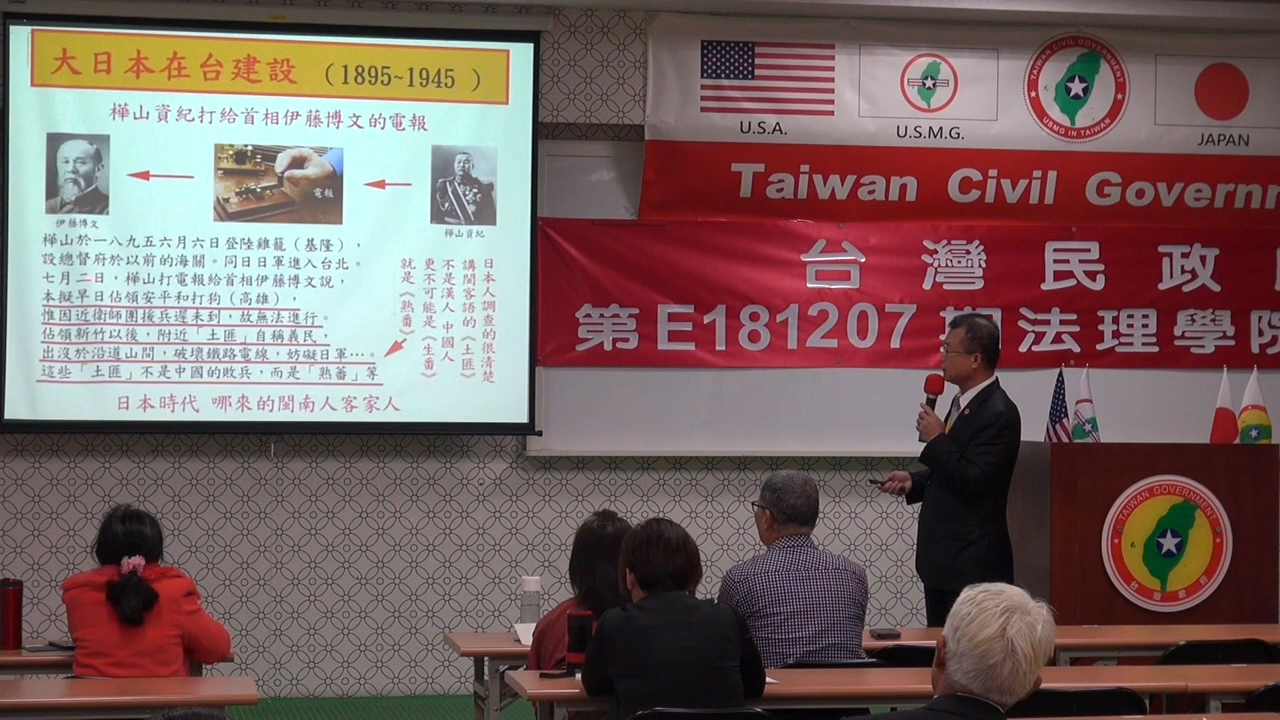 大日本在台建設 (1895~1945 )
樺山資紀打給首相伊藤博文的電報
電報
伊藤博文
樺山資紀
樺山於一八九五六月六日登陸雞籠(基隆),
設總督府於以前的海關。同日日軍進入台北。
七月二日,樺山打電報給首相伊藤博文說,
本擬早日佔領安平和打狗(高雄),
惟因近衛師團援兵遲未到,故無法進行。
佔領新竹以後,附近「土匪」自稱義民,
出沒於沿道山間,破壞鐵路電線,妨礙日軍…。
這些「土匪」不是中國的敗兵,而是「熟蕃」等
日本人調查的很清楚
講閩客語的《土匪》
不是漢人 中國人
更不可能是《生番》
就是《熟番》
日本時代 哪來的閩南人客家人
U.S.A.
U.S.M.G.
TAIWAN CIVIL GOVERNMENT
USMG IN TAIWAN
JAPAN
Taiwan Civil Governm
台灣民政
第E181207期法理學院
TAIWAN GOVERNMENT
台灣政府